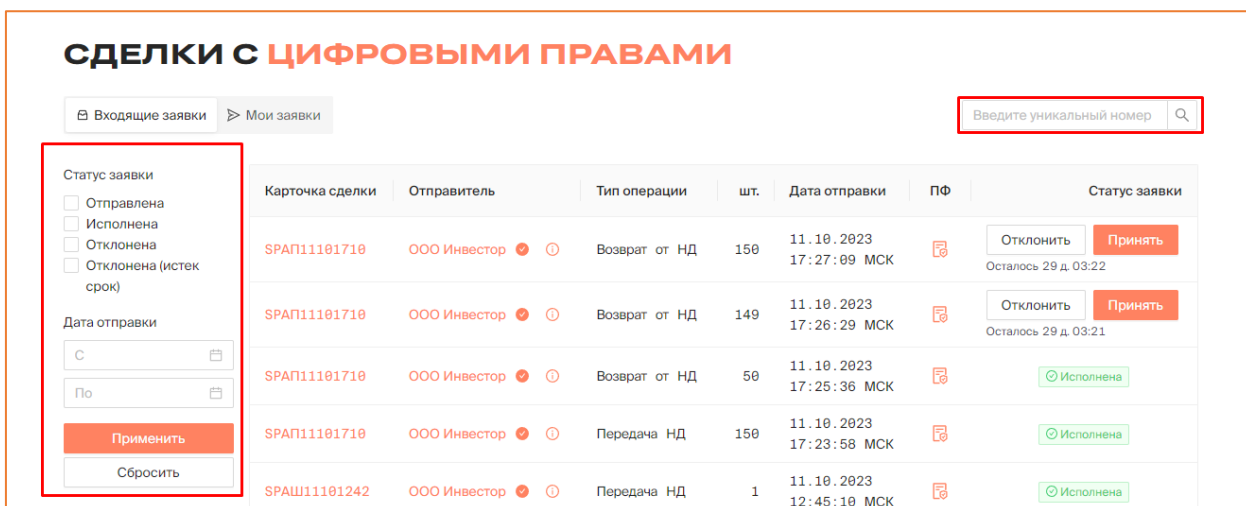 СДЕЛКИ С ЦИФРОВЫМИ ПРАВАМИ
Входящие заявки Мои заявки
Введите уникальный номер
Статус заявки
Отправлена
Исполнена
Отклонена
Отклонена (истек
срок)
Дата отправки
С
По
Применить
Сбросить
Карточка сделки Отправитель Тип операции шт. Дата отправки ПФ Статус заявки
SPAП11101710 ООО Инвестор Возврат от НД 150 11.10.2023 Отклонить Принять
17:27:09 МСК Осталось 29 д. 03:22
SPAП11101710 ООО Инвестор Возврат от НД 149 11.10.2023 Отклонить Принять
17:26:29 МСК Осталось 29 д. 03:21
SPAП11101710 ООО Инвестор Возврат от НД 50 11.10.2023 Исполнена
17:25:36 МСК
SPAП11101710 ООО Инвестор Передача НД 150 11.10.2023 Исполнена
17:23:58 МСК
SPAШ11101242 ООО Инвестор Передача НД 1 11.10.2023 Исполнена
12:45:10 МСК